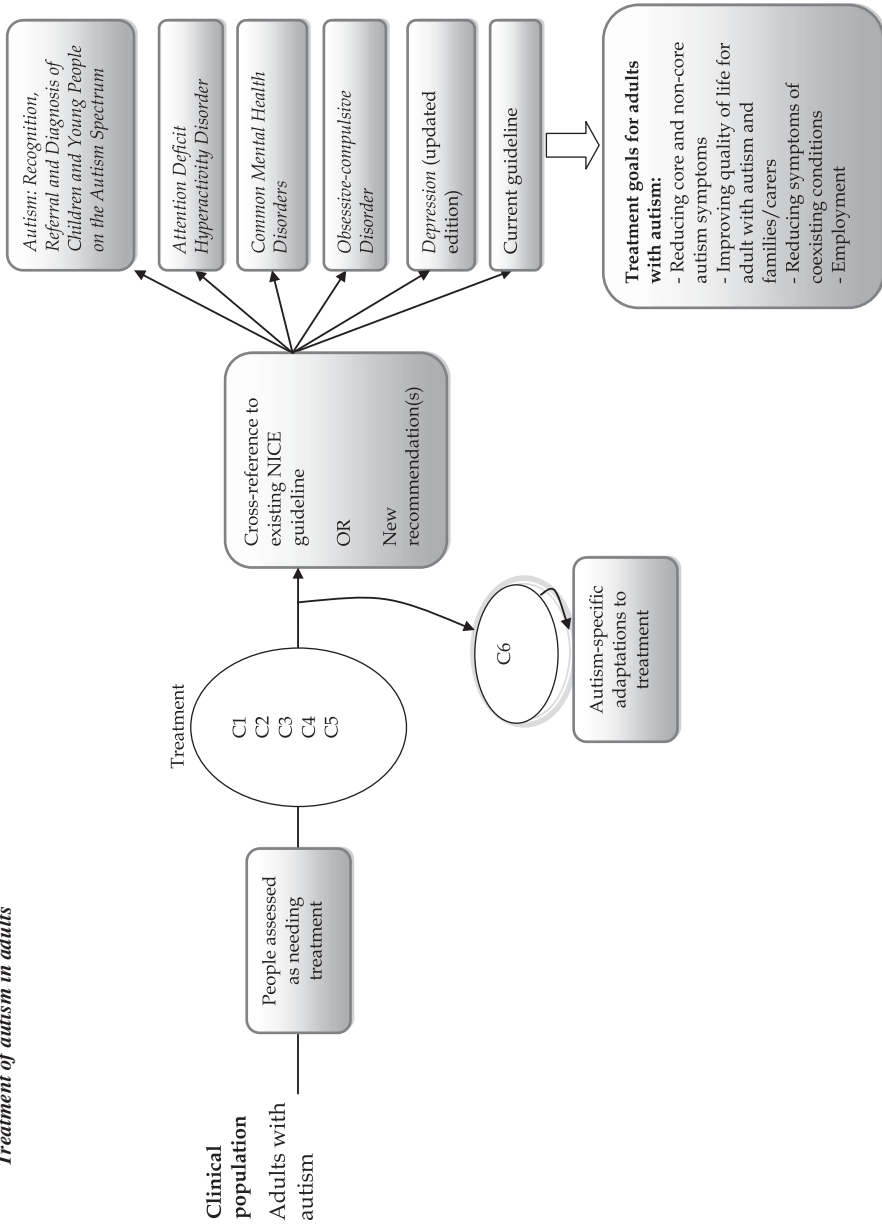 Treatment of autism in adults
Clinical
population
Adults with
autism
People assessed
as needing
treatment
Treatment
C1
C2
C3
C4
C5
C6
Autism-specific
adaptations to
treatment
Cross-reference to
existing NICE
guideline
OR
New
recommendation(s)
Autism: Recognition,
Referral and Diagnosis of
Children and Young People
on the Autism Spectrum
Attention Deficit
Hyperactivity Disorder
Common Mental Health
Disorders
Obsessive-compulsive
Disorder
Depression (updated
edition)
Current guideline
Treatment goals for adults
with autism:
- Reducing core and non-core
autism symptoms
- Improving quality of life for
adult with autism and
families/carers
- Reducing symptoms of
coexisting conditions
- Employment